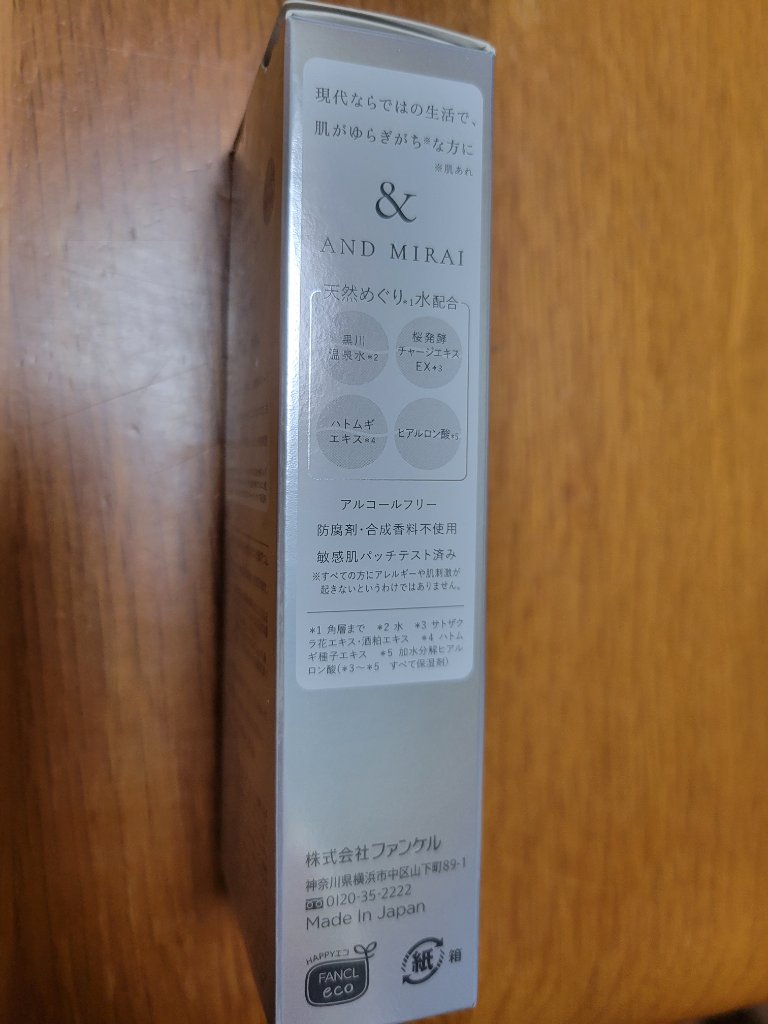 現代ならではの生活で、
肌がゆらぎがち※な方に
※肌あれ
&
AND MIRAI
天然めぐり*1水配合
黒川
温泉水*2
桜発酵
チャージエキス
EX*3
ハトムギ
エキス*4
ヒアルロン酸*5
アルコールフリー
防腐剤・合成香料不使用
敏感肌パッチテスト済み
※すべての方にアレルギーや肌刺激が
起きないというわけではありません。
*1 角層まで *2 水 *3 サトザク
ラ花エキス・酒粕エキス *4 ハトム
ギ種子エキス *5 加水分解ヒアル
ロン酸(*3〜*5 すべて保湿剤)
株式会社ファンケル
神奈川県横浜市中区山下町89-1
0120-35-2222
Made In Japan
HAPPYエコ
FANCL
eco
紙 箱